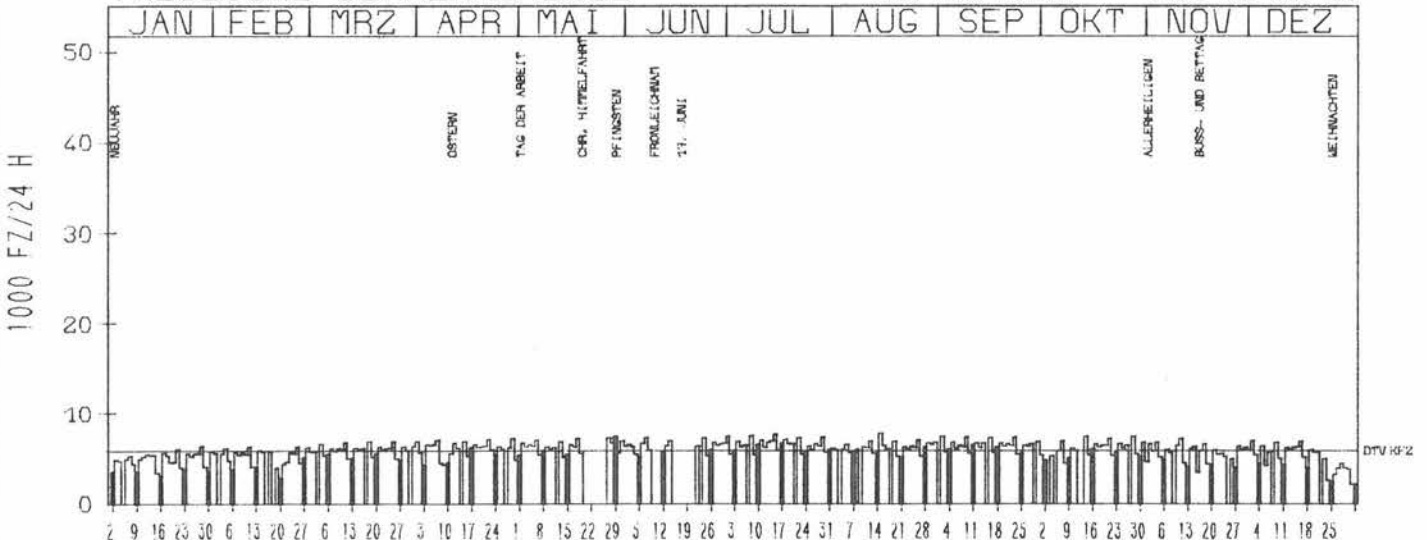 JAN FEB MRZ APR MAI JUN JUL AUG SEP OKT NOV DEZ
1000 FZ/24 H
50
40
30
20
10
0
NEUJAHR
OSTERN
TAG DER ARBEIT
CHR. HIMMELFAHRT
PFINGSTEN
FRONLEICHNAM
17. JUNI
ALLERHEILIGEN
BUSS- UND BETTAG
WEIHNACHTEN
DTV KFZ
2 9 16 23 30 6 13 20 27 6 13 20 27 3 10 17 24 1 8 15 22 29 5 12 19 26 3 10 17 24 31 7 14 21 28 4 11 18 25 2 9 16 23 30 6 13 20 27 4 11 18 25